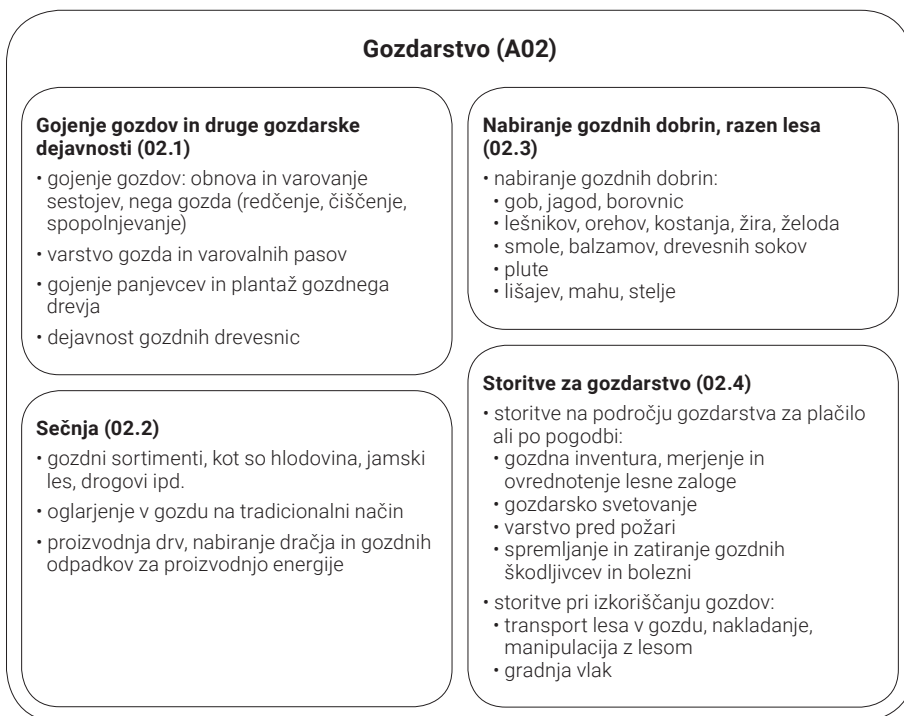 Gozdarstvo (A02)
Gojenje gozdov in druge gozdarske
dejavnosti (02.1)
• gojenje gozdov: obnova in varovanje
sestojev, nega gozda (redčenje, čiščenje,
spopolnjevanje)
• varstvo gozda in varovalnih pasov
• gojenje panjevcev in plantaž gozdnega
drevja
• dejavnost gozdnih drevesnic
Sečnja (02.2)
• gozdni sortimenti, kot so hlodovina, jamski
les, drogovi ipd.
• oglarjenje v gozdu na tradicionalni način
• proizvodnja drv, nabiranje dračja in gozdnih
odpadkov za proizvodnjo energije
Nabiranje gozdnih dobrin, razen lesa
(02.3)
• nabiranje gozdnih dobrin:
• gob, jagod, borovnic
• lešnikov, orehov, kostanja, žira, želoda
• smole, balzamov, drevesnih sokov
• plute
• lišajev, mahu, stelje
Storitve za gozdarstvo (02.4)
• storitve na področju gozdarstva za plačilo
ali po pogodbi:
• gozdna inventura, merjenje in
ovrednotenje lesne zaloge
• gozdarsko svetovanje
• varstvo pred požari
• spremljanje in zatiranje gozdnih
škodljivcev in bolezni
• storitve pri izkoriščanju gozdov:
• transport lesa v gozdu, nakladanje,
manipulacija z lesom
• gradnja vlak